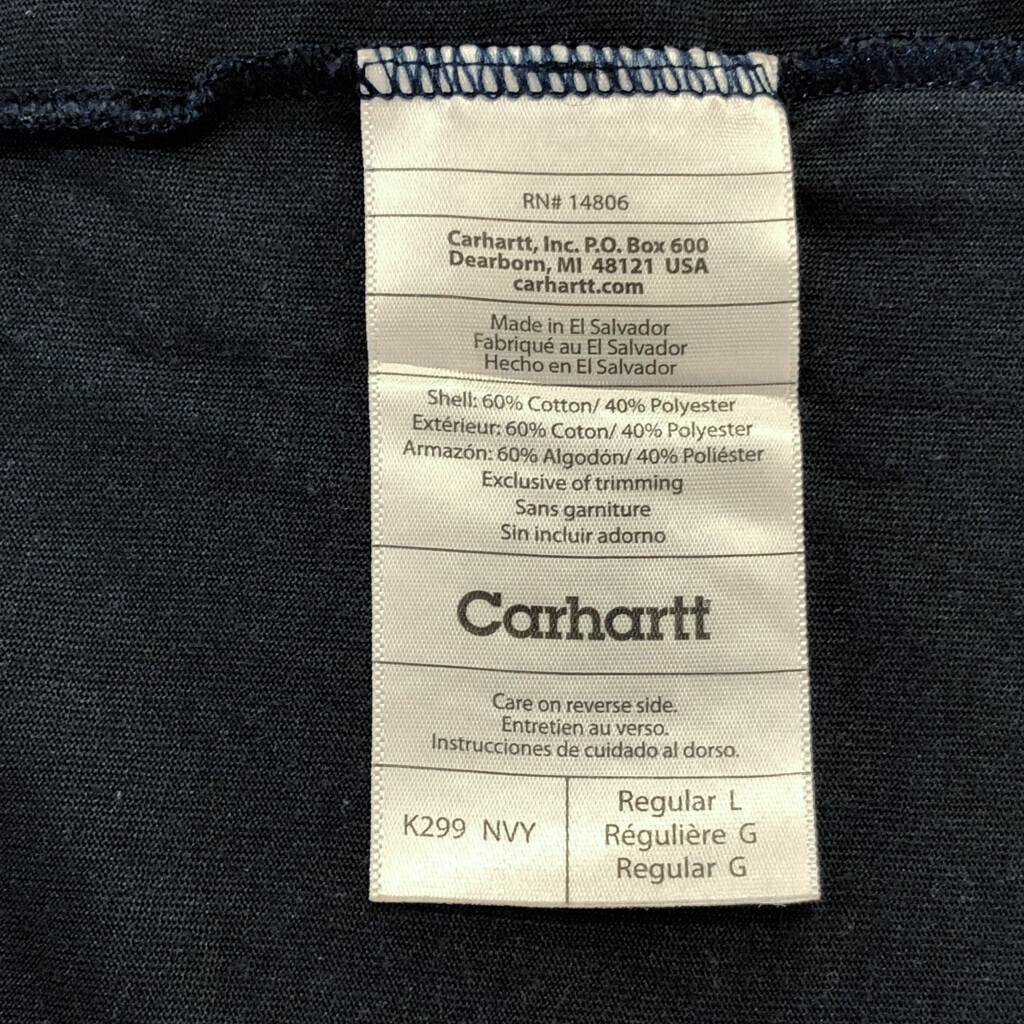 RN# 14806
Carhartt, Inc. P.O. Box 600
Dearborn, MI 48121 USA
carhartt.com
Made in El Salvador
Fabriqué au El Salvador
Hecho en El Salvador
Shell: 60% Cotton/ 40% Polyester
Extérieur: 60% Coton/ 40% Polyester
Armazón: 60% Algodón/ 40% Poliéster
Exclusive of trimming
Sans garniture
Sin incluir adorno
Carhartt
Care on reverse side.
Entretien au verso.
Instrucciones de cuidado al dorso.
K299 NVY
Regular L
Régulière G
Regular G